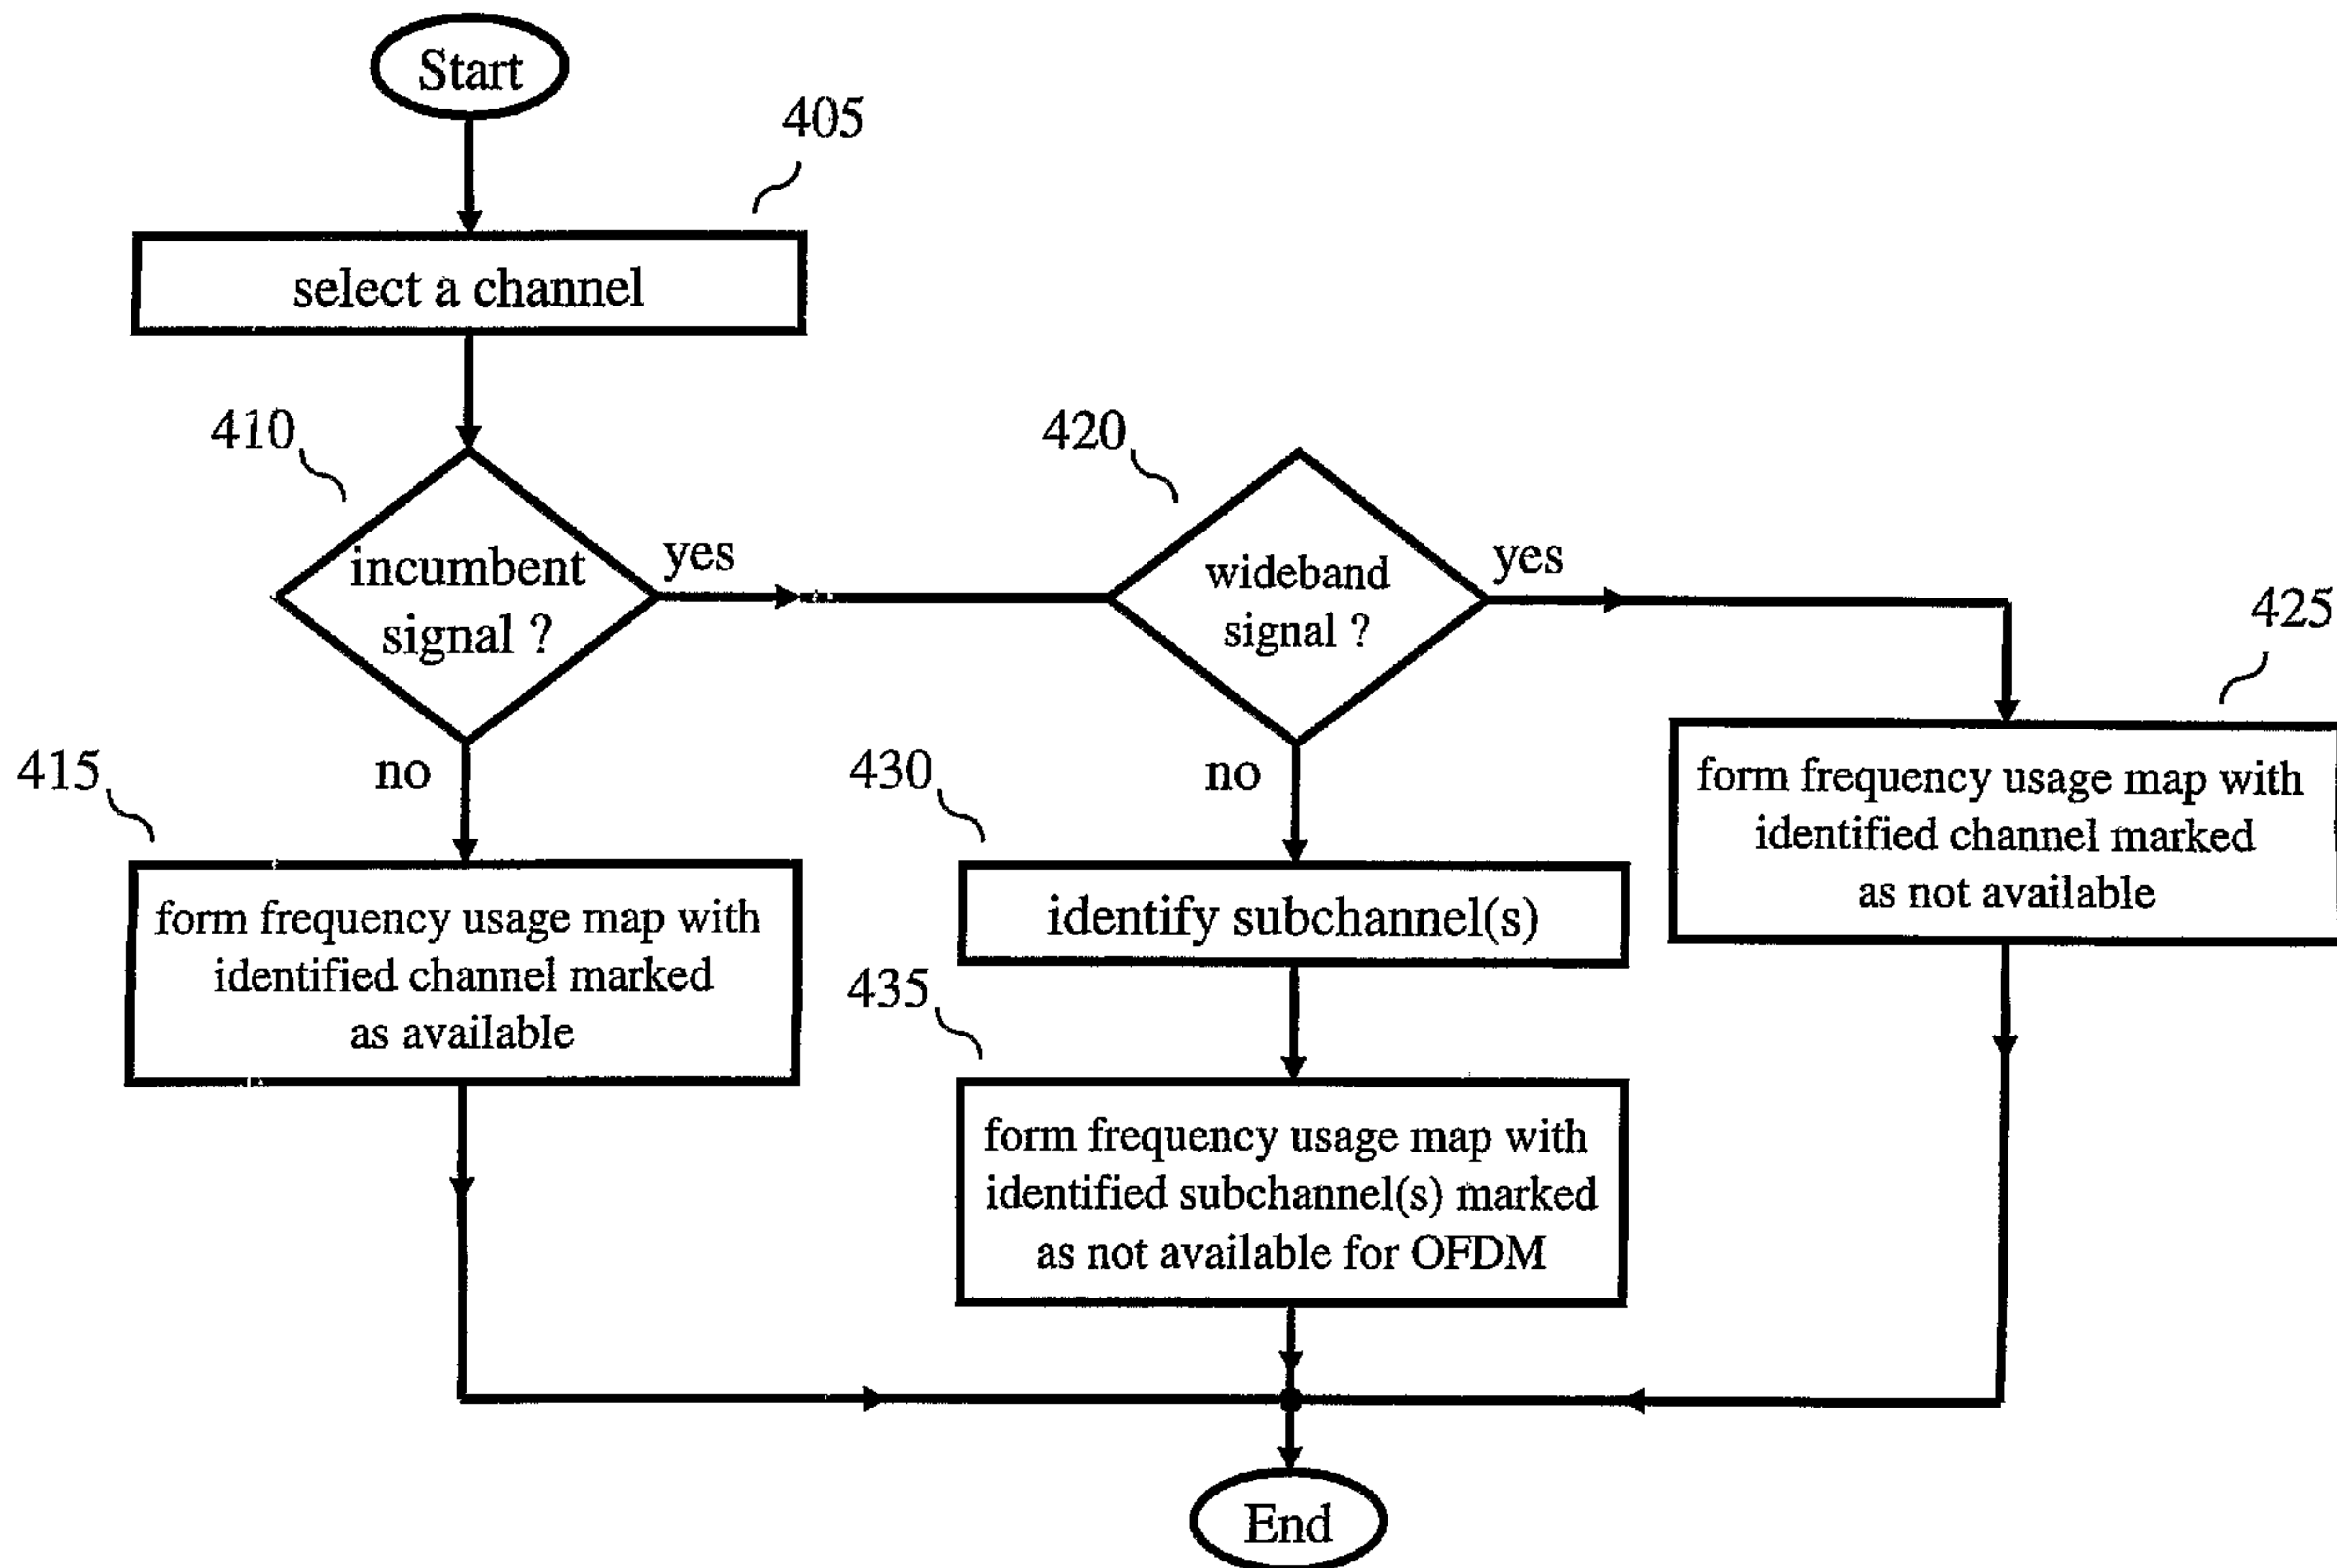 Start
405
select a channel
410
incumbent
signal ?
yes
no
420
wideband
signal ?
yes
no
425
form frequency usage map with
identified channel marked
as not available
415
form frequency usage map with
identified channel marked
as available
430
identify subchannel(s)
435
form frequency usage map with
identified subchannel(s) marked
as not available for OFDM
End